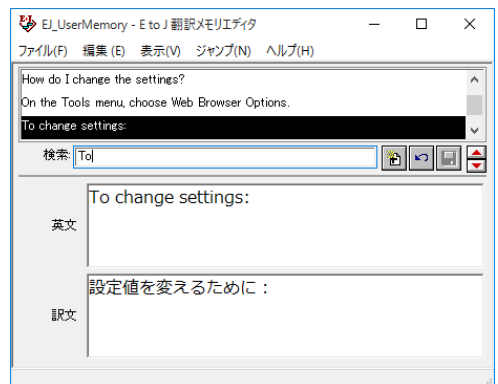 EJ_UserMemory - E to J 翻訳メモリエディタ
ファイル(F) 編集(E) 表示(V) ジャンプ(N) ヘルプ(H)
How do I change the settings?
On the Tools menu, choose Web Browser Options.
To change settings:
検索: To
英文
To change settings:
訳文
設定値を変えるために：